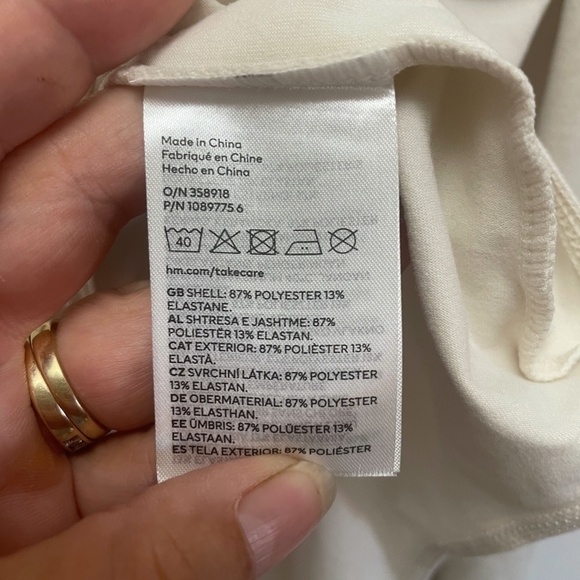 Made in China
Fabriqué en Chine
Hecho en China
O/N 358918
P/N 1089775 6
40
hm.com/takecare
GB SHELL: 87% POLYESTER 13%
ELASTANE.
AL SHTRESA E JASHTME: 87%
POLIESTËR 13% ELASTAN.
CAT EXTERIOR: 87% POLIÈSTER 13%
ELASTÀ.
CZ SVRCHNÍ LÁTKA: 87% POLYESTER
13% ELASTAN.
DE OBERMATERIAL: 87% POLYESTER
13% ELASTHAN.
EE ÜMBRIS: 87% POLÜESTER 13%
ELASTAAN.
ES TELA EXTERIOR: 87% POLIÉSTER